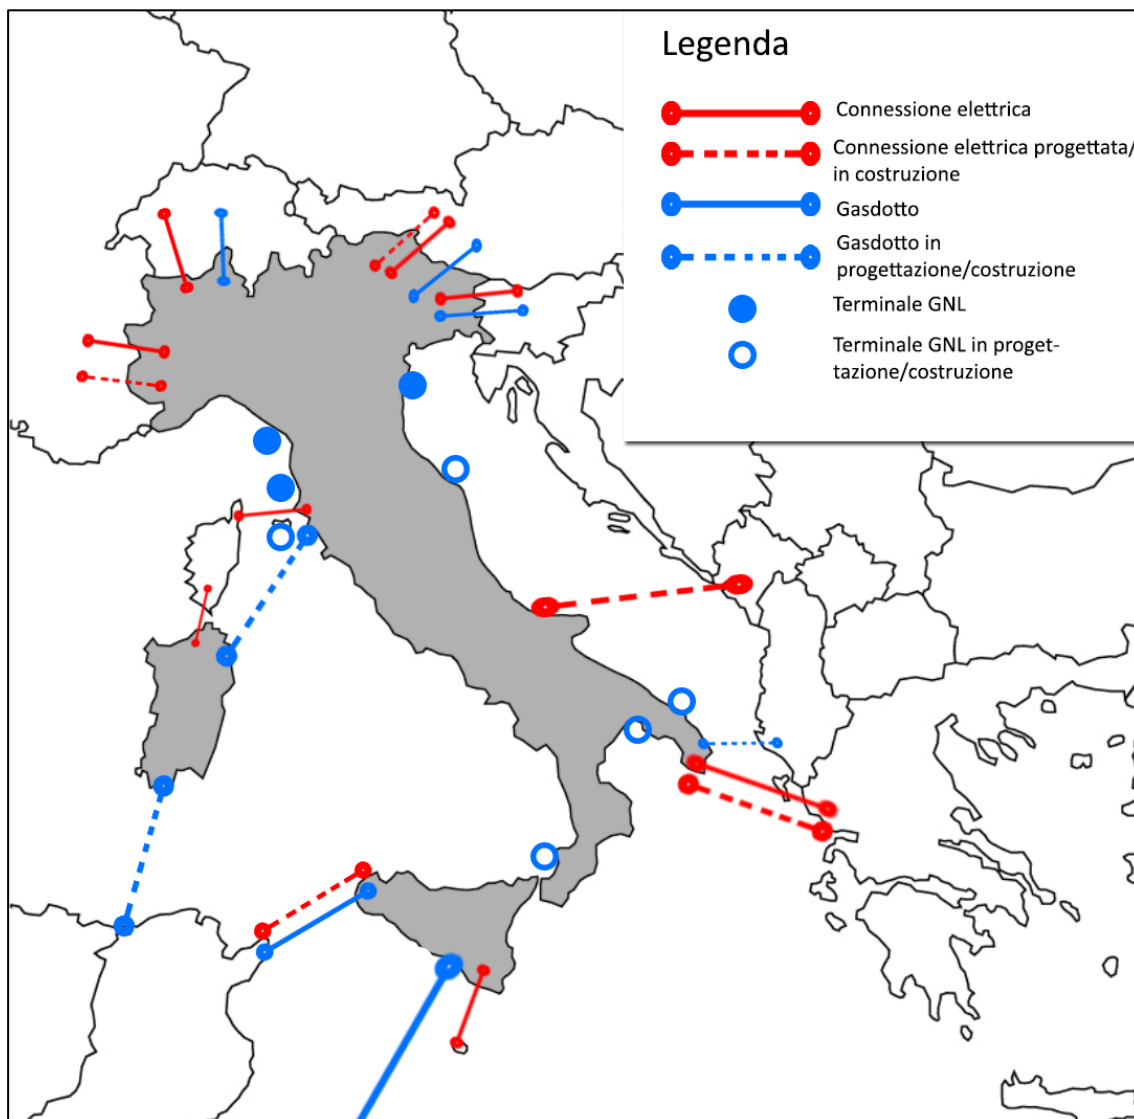 Legenda
Connessione elettrica
Connessione elettrica progettata/
in costruzione
Gasdotto
Gasdotto in
progettazione/costruzione
Terminale GNL
Terminale GNL in proget-
tazione/costruzione